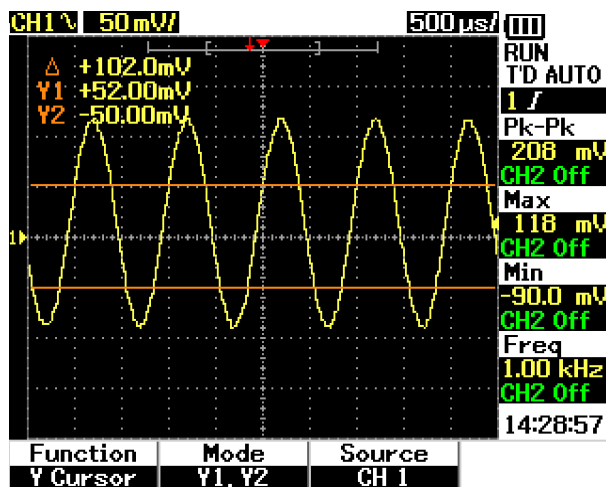 CH1 50mV/ 500µs/
RUN
T'D AUTO
Δ +102.0mV
Y1 +52.00mV
Y2 -50.00mV
1
Pk-Pk
208 mV
CH2 Off
Max
118 mV
CH2 Off
1
Min
-90.0 mV
CH2 Off
Freq
1.00 kHz
CH2 Off
14:28:57
Function Mode Source
Y Cursor Y1, Y2 CH 1